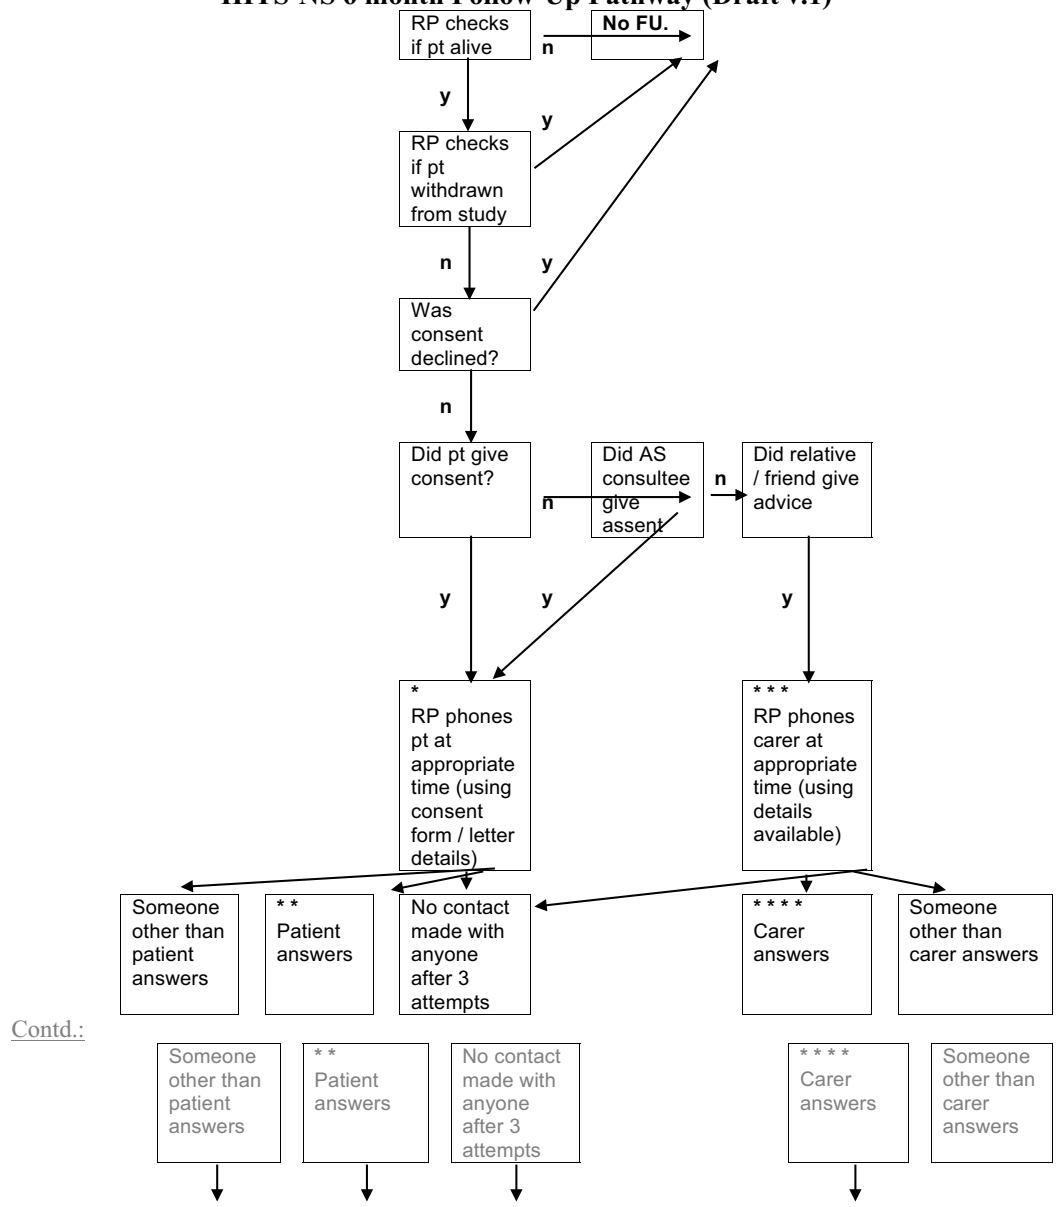 HITS-NS 6 month Follow-Up Pathway (Draft v.1)
RP checks
if pt alive
n
No FU.
y
y
RP checks
if pt
withdrawn
from study
n
y
Was
consent
declined?
n
Did pt give
consent?
n
Did AS
consultee
give
assent
n
Did relative
/ friend give
advice
y
y
y
*
RP phones
pt at
appropriate
time (using
consent
form / letter
details)
* * *
RP phones
carer at
appropriate
time (using
details
available)
Someone
other than
patient
answers
* *
Patient
answers
No contact
made with
anyone
after 3
attempts
* * * *
Carer
answers
Someone
other than
carer answers
Contd.:
Someone
other than
patient
answers
* *
Patient
answers
No contact
made with
anyone
after 3
attempts
* * * *
Carer
answers
Someone
other than
carer
answers